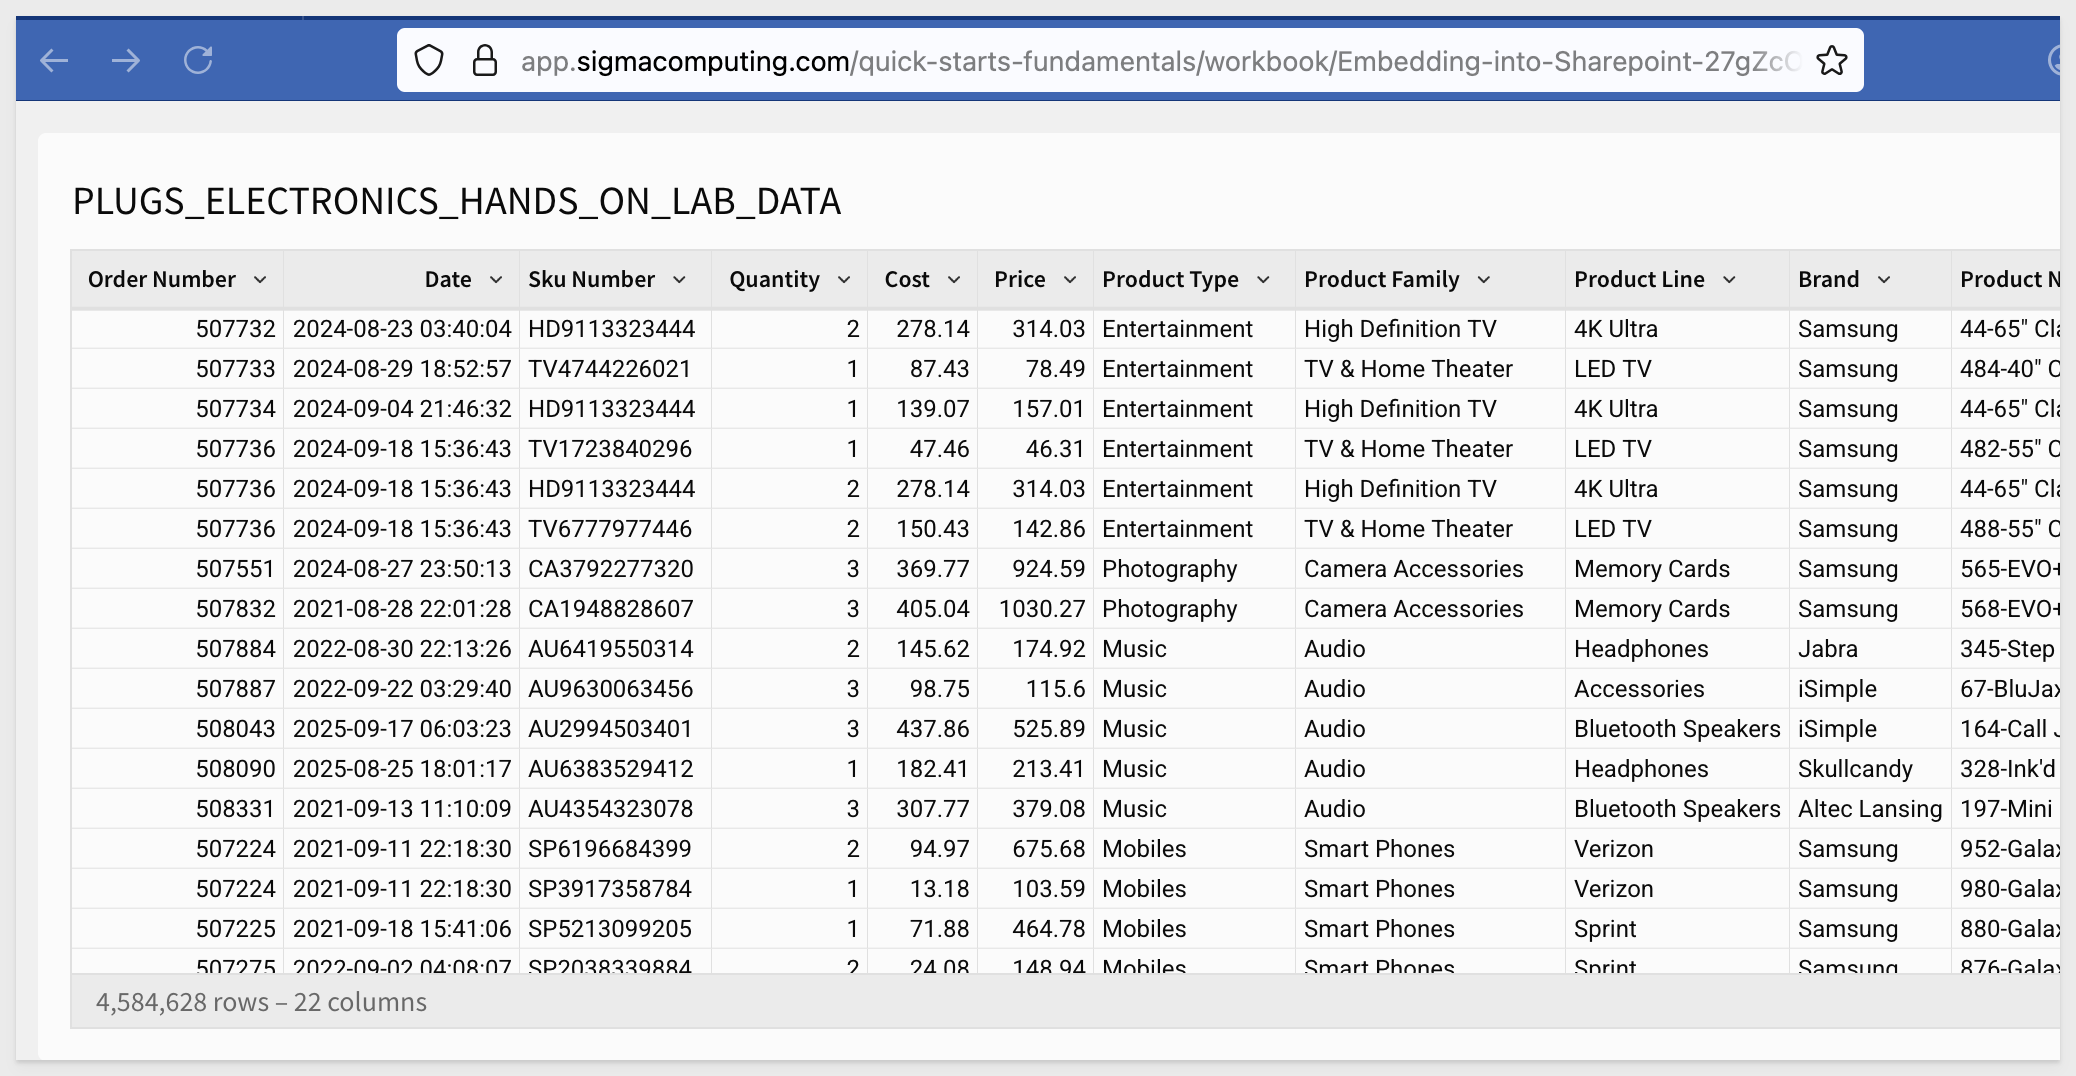 app.sigmacomputing.com/quick-starts-fundamentals/workbook/Embedding-into-Sharepoint-27gZcC
PLUGS_ELECTRONICS_HANDS_ON_LAB_DATA
Order Number Date Sku Number Quantity Cost Price Product Type Product Family Product Line Brand Product N
507732 2024-08-23 03:40:04 HD9113323444 2 278.14 314.03 Entertainment High Definition TV 4K Ultra Samsung 44-65" Cla
507733 2024-08-29 18:52:57 TV4744226021 1 87.43 78.49 Entertainment TV & Home Theater LED TV Samsung 484-40" C
507734 2024-09-04 21:46:32 HD9113323444 1 139.07 157.01 Entertainment High Definition TV 4K Ultra Samsung 44-65" Cla
507736 2024-09-18 15:36:43 TV1723840296 1 47.46 46.31 Entertainment TV & Home Theater LED TV Samsung 482-55" C
507736 2024-09-18 15:36:43 HD9113323444 2 278.14 314.03 Entertainment High Definition TV 4K Ultra Samsung 44-65" Cla
507736 2024-09-18 15:36:43 TV6777977446 2 150.43 142.86 Entertainment TV & Home Theater LED TV Samsung 488-55" C
507551 2024-08-27 23:50:13 CA3792277320 3 369.77 924.59 Photography Camera Accessories Memory Cards Samsung 565-EVO+
507832 2021-08-28 22:01:28 CA1948828607 3 405.04 1030.27 Photography Camera Accessories Memory Cards Samsung 568-EVO+
507884 2022-08-30 22:13:26 AU6419550314 2 145.62 174.92 Music Audio Headphones Jabra 345-Step
507887 2022-09-22 03:29:40 AU9630063456 3 98.75 115.6 Music Audio Accessories iSimple 67-BluJax
508043 2025-09-17 06:03:23 AU2994503401 3 437.86 525.89 Music Audio Bluetooth Speakers iSimple 164-Call J
508090 2025-08-25 18:01:17 AU6383529412 1 182.41 213.41 Music Audio Headphones Skullcandy 328-Ink'd
508331 2021-09-13 11:10:09 AU4354323078 3 307.77 379.08 Music Audio Bluetooth Speakers Altec Lansing 197-Mini
507224 2021-09-11 22:18:30 SP6196684399 2 94.97 675.68 Mobiles Smart Phones Verizon Samsung 952-Galax
507224 2021-09-11 22:18:30 SP3917358784 1 13.18 103.59 Mobiles Smart Phones Verizon Samsung 980-Galax
507225 2021-09-18 15:41:06 SP5213099205 1 71.88 464.78 Mobiles Smart Phones Sprint Samsung 880-Galax
507275 2022-09-02 04:08:07 SP2038339884 2 24.08 148.94 Mobiles Smart Phones Sprint Samsung 876-Galax
4,584,628 rows – 22 columns